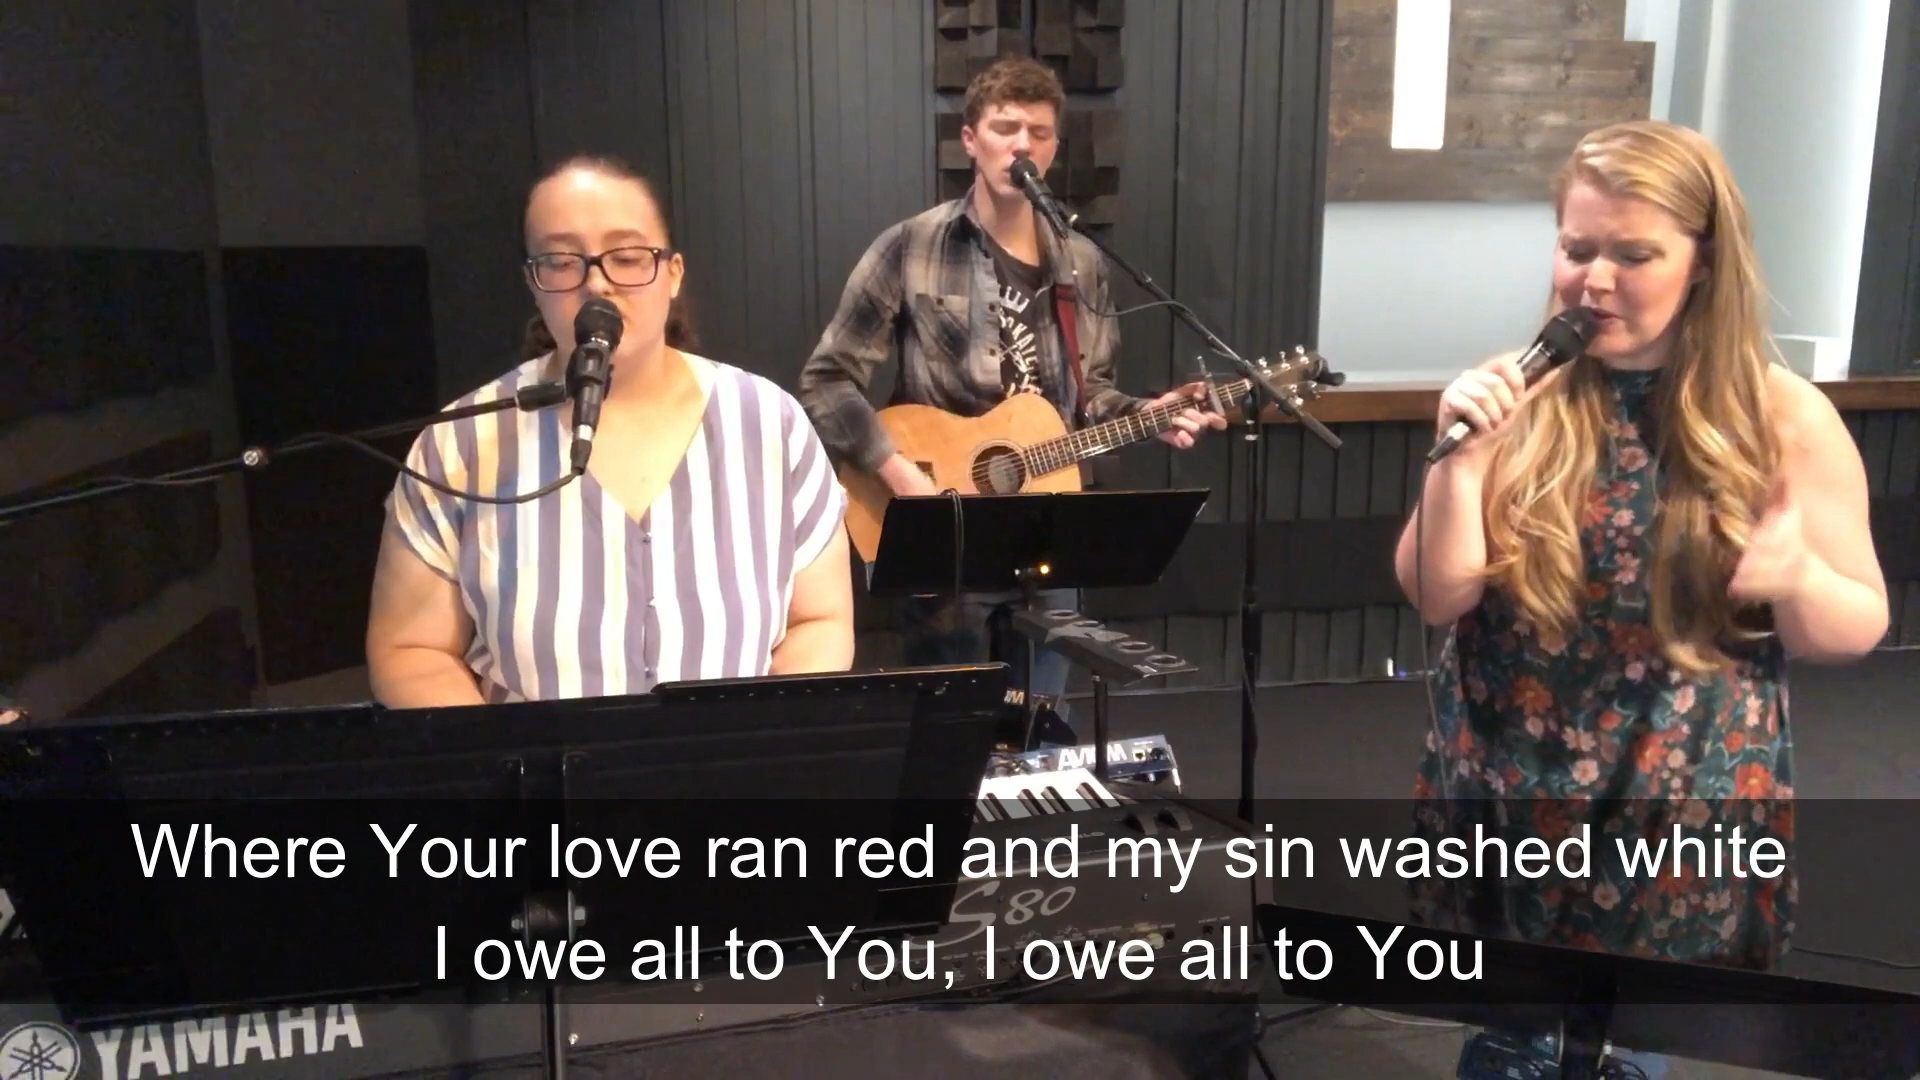 AVIOM
Where Your love ran red and my sin washed white
S80
I owe all to You, I owe all to You
YAMAHA